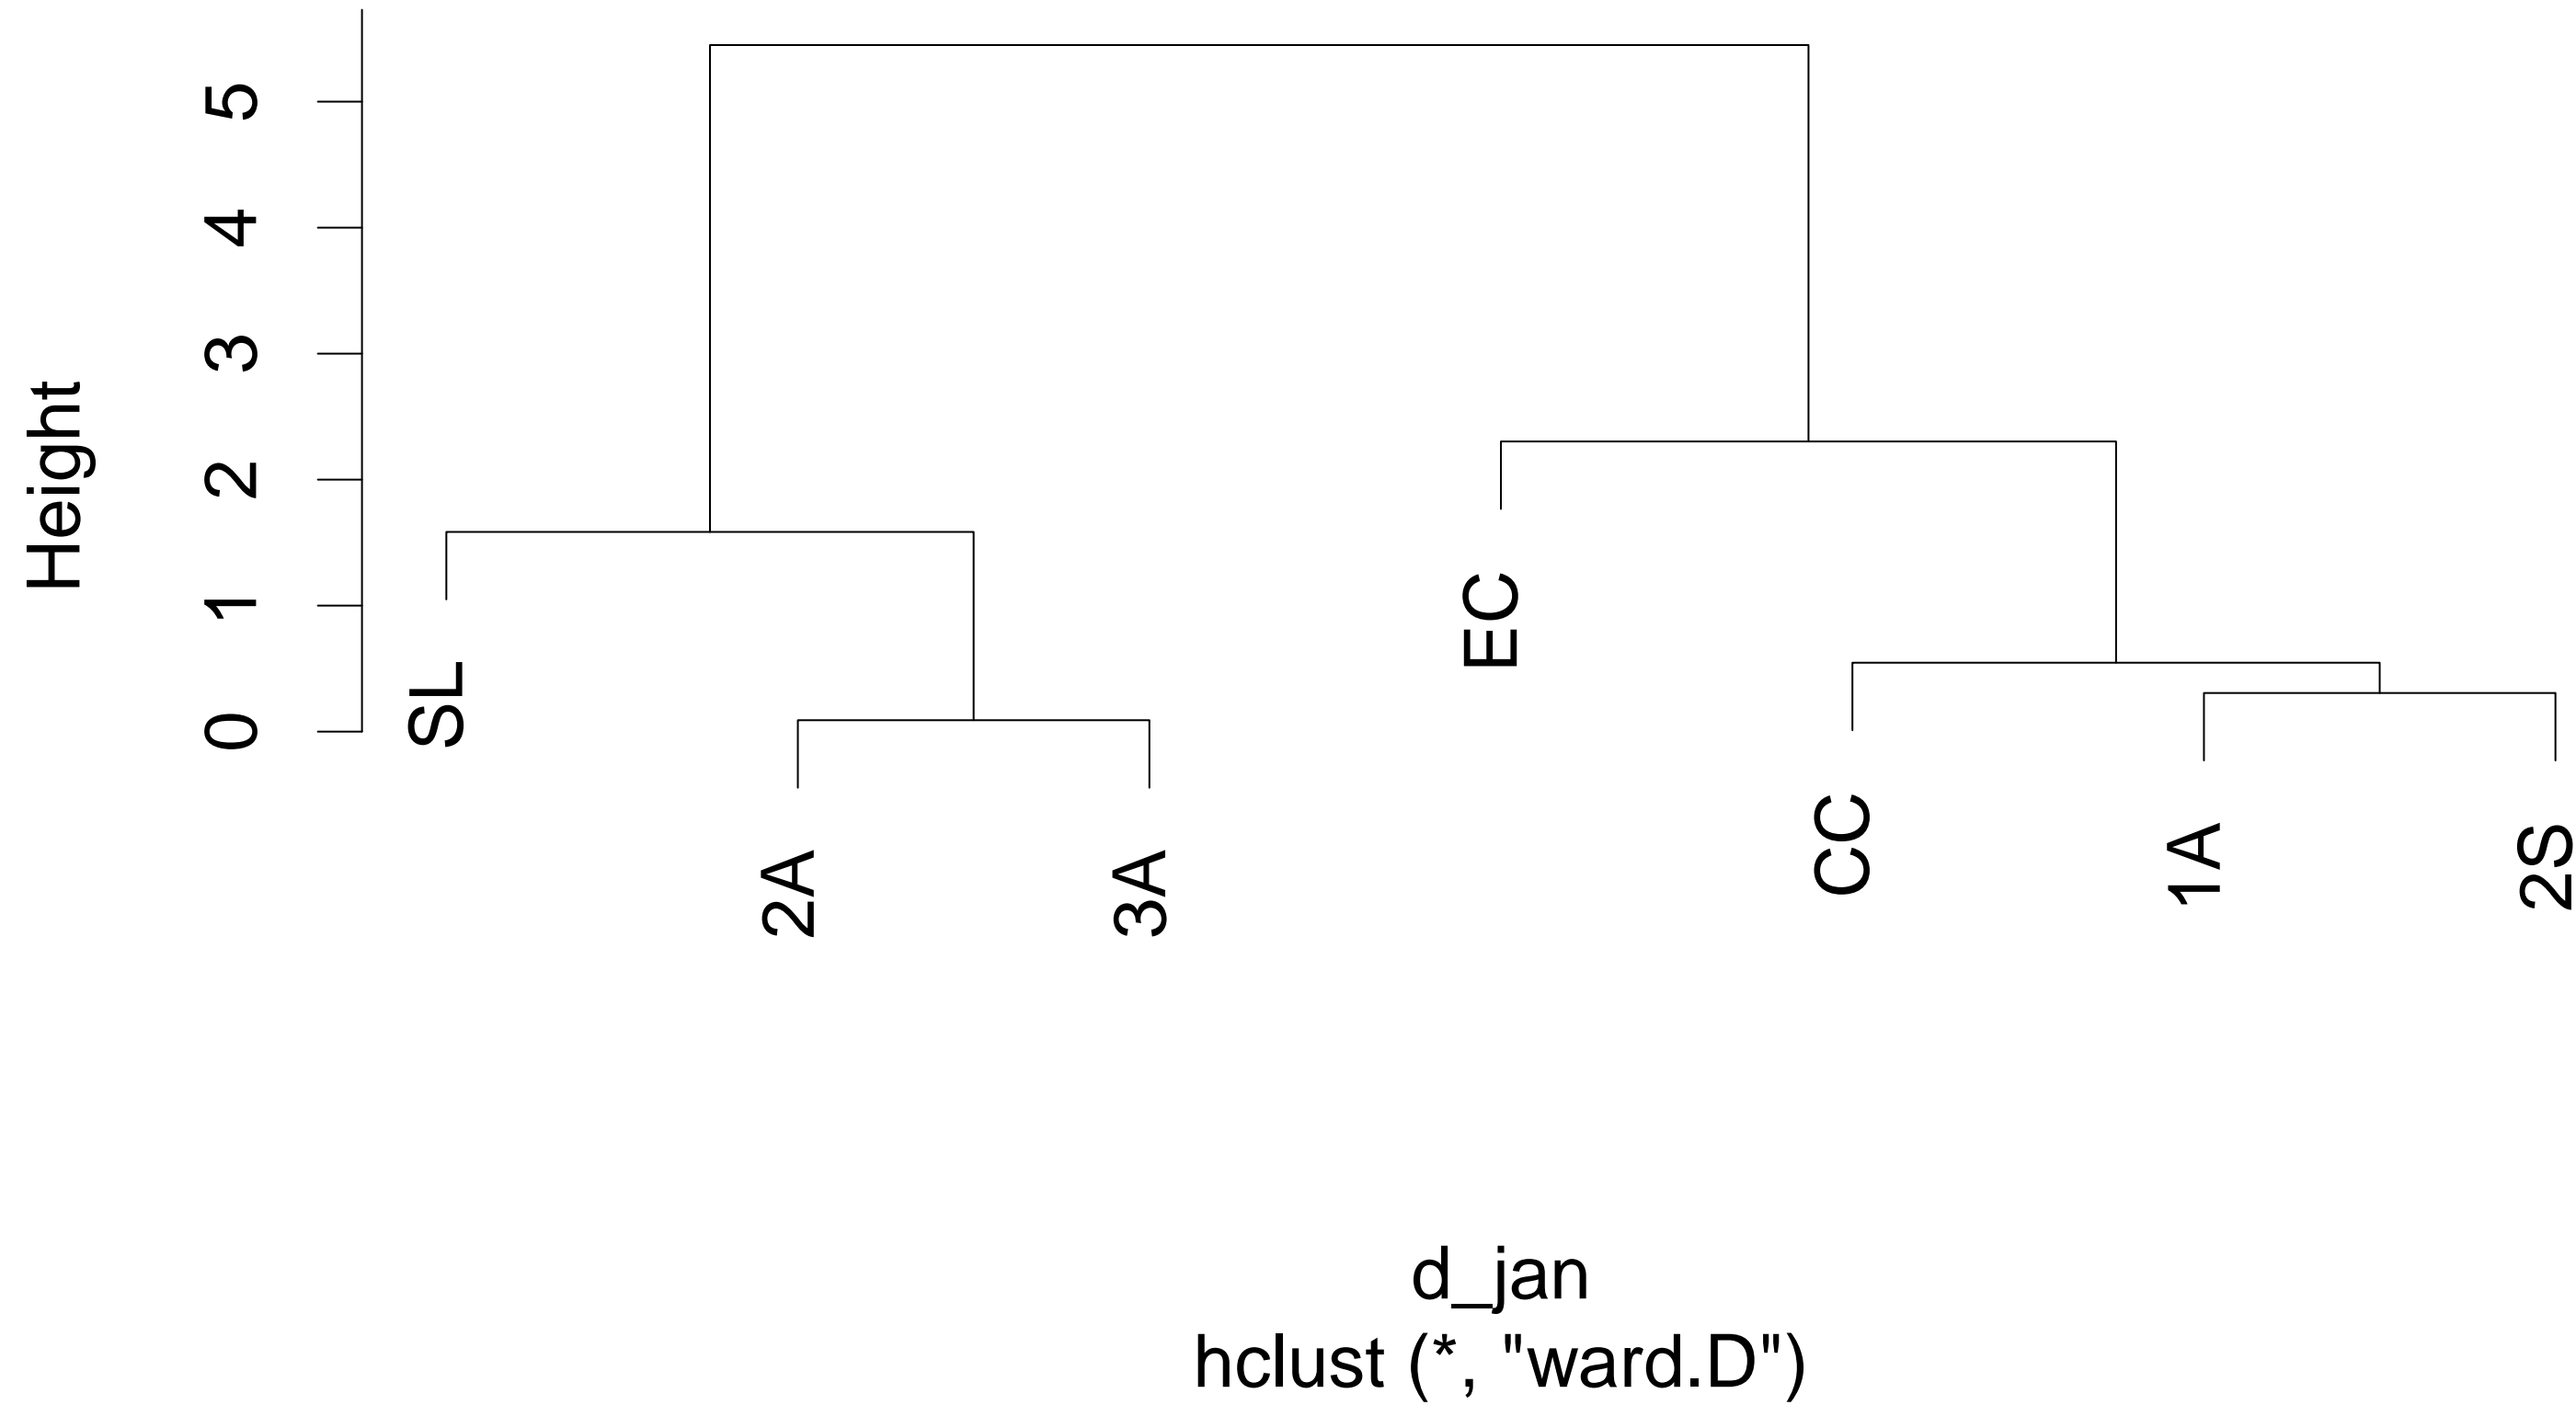 Height
5
4
3
2
1
0
SL
2A
3A
EC
CC
1A
2S
d_jan
hclust (*, "ward.D")